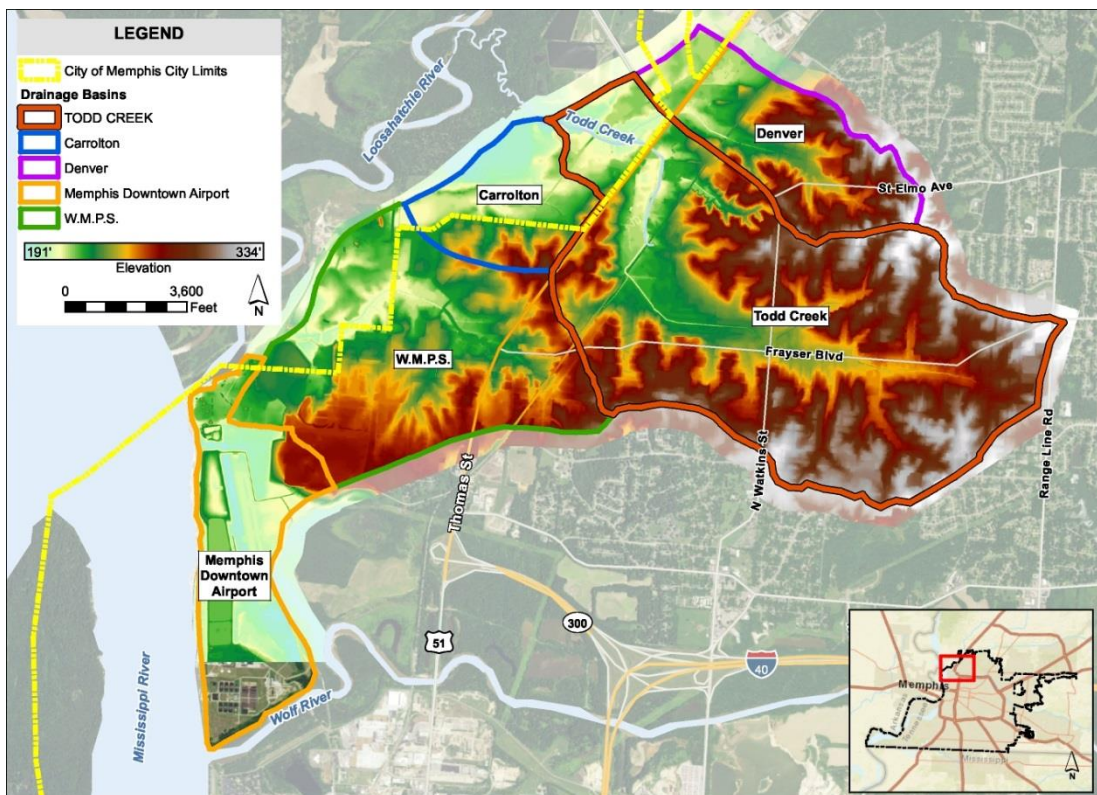 LEGEND
City of Memphis City Limits
Drainage Basins
TODD CREEK
Carrolton
Denver
Memphis Downtown Airport
W.M.P.S.
191'
334'
Elevation
0
3,600
Feet
N
Loosahatchie River
Todd Creek
Denver
Carrolton
St Elmo Ave
Todd Creek
W.M.P.S.
Frayser Blvd
N Watkins St
Range Line Rd
Thomas St
Memphis
Downtown
Airport
300
51
40
Mississippi River
Wolf River
Memphis
Arkansas
Mississippi
N